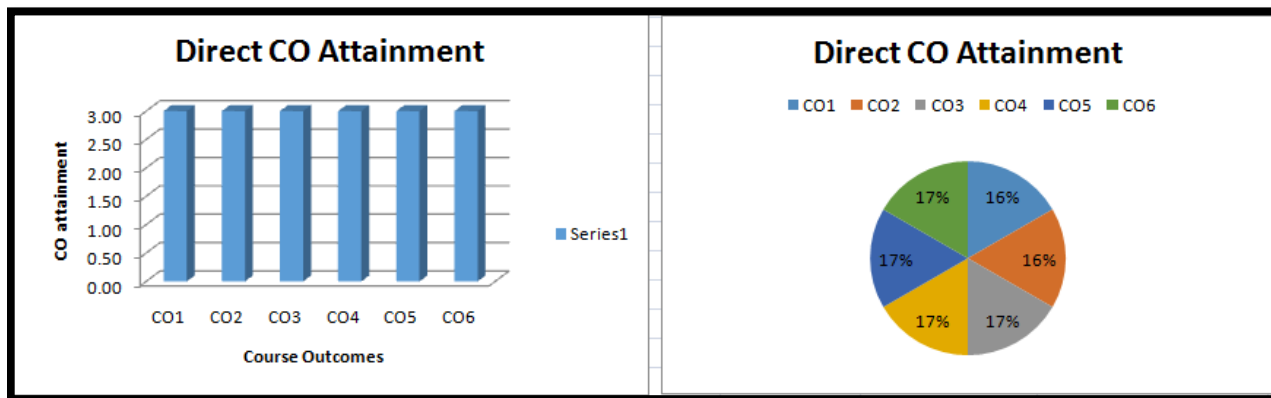 Direct CO Attainment
3.00
2.50
2.00
1.50
1.00
0.50
0.00
CO attainment
CO1 CO2 CO3 CO4 CO5 CO6
Course Outcomes
Series1
Direct CO Attainment
CO1 CO2 CO3 CO4 CO5 CO6
17% 16%
17% 16%
17% 17%